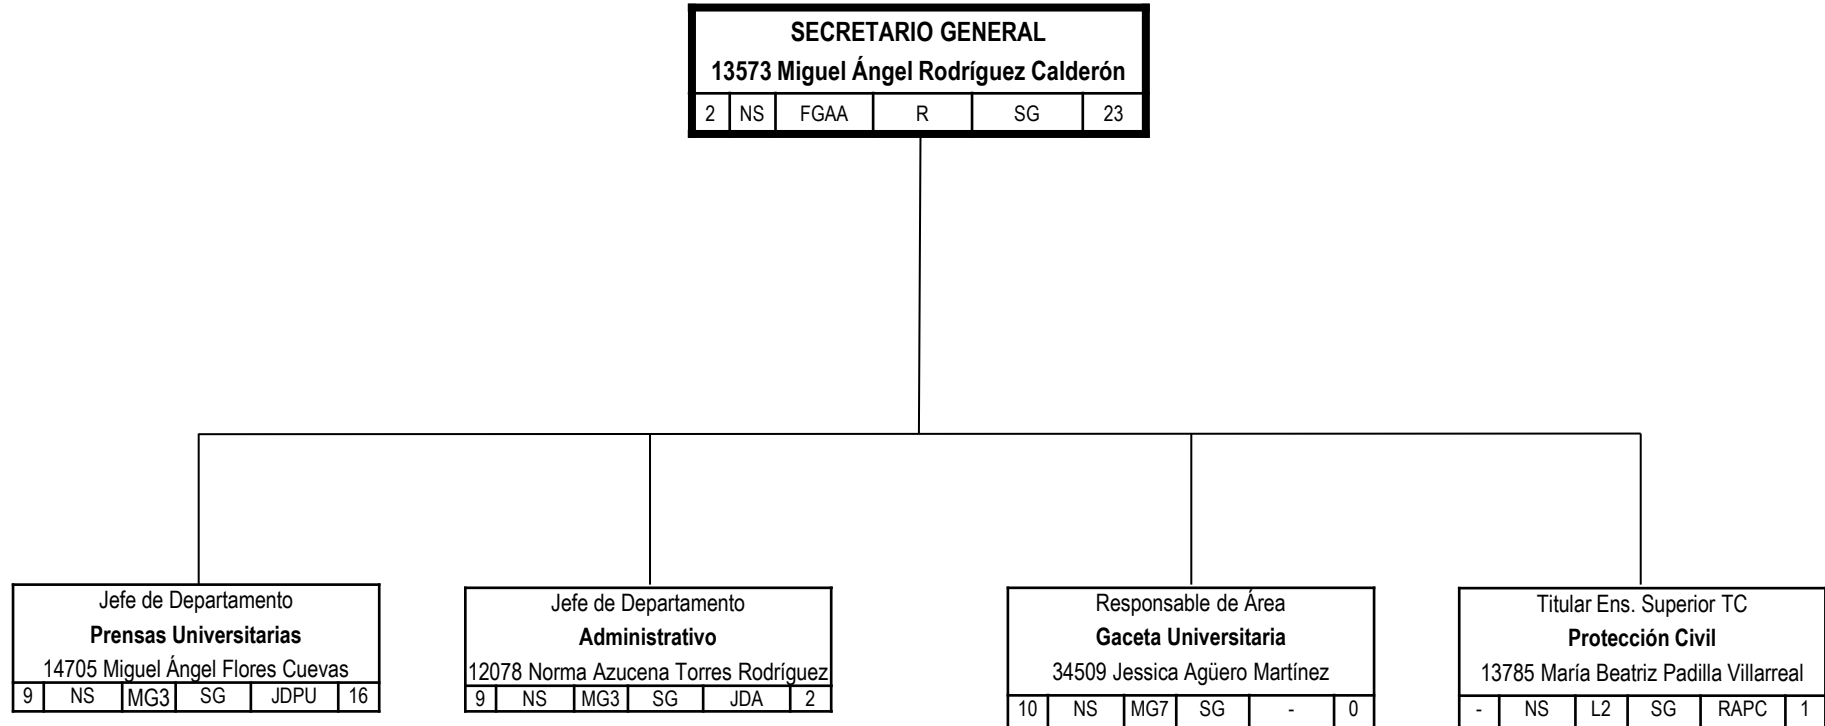 SECRETARIO GENERAL
13573 Miguel Ángel Rodríguez Calderón
2 NS FGAA R SG 23
Jefe de Departamento
Prensas Universitarias
14705 Miguel Ángel Flores Cuevas
9 NS MG3 SG JDPU 16
Jefe de Departamento
Administrativo
12078 Norma Azucena Torres Rodríguez
9 NS MG3 SG JDA 2
Responsable de Área
Gaceta Universitaria
34509 Jessica Agüero Martínez
10 NS MG7 SG - 0
Titular Ens. Superior TC
Protección Civil
13785 María Beatriz Padilla Villarreal
- NS L2 SG RAPC 1